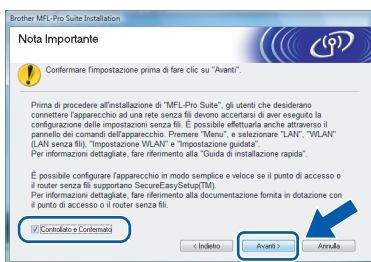 Brother MFL-Pro Suite Installation
Nota Importante
Confermare l'impostazione prima di fare clic su "Avanti".
Prima di procedere all'installazione di "MFL-Pro Suite", gli utenti che desiderano
connettere l'apparecchio ad una rete senza fili devono accertarsi di aver eseguito la
configurazione delle impostazioni senza fili. È possibile effettuarla anche attraverso il
pannello dei comandi dell'apparecchio. Premere "Menu", e selezionare "LAN", "WLAN"
(LAN senza fili), "Impostazione WLAN" e "Impostazione guidata".
Per informazioni dettagliate, fare riferimento alla "Guida di installazione rapida".
È possibile configurare l'apparecchio in modo semplice e veloce se il punto di accesso o
il router senza fili supportano SecureEasySetup(TM).
Per informazioni dettagliate, fare riferimento alla documentazione fornita in dotazione con
il punto di accesso o il router senza fili.
Controllato e Confermato
< Indietro Avanti > Annulla